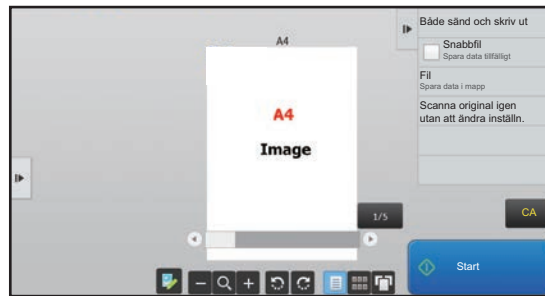 A4
A4
Image
1/5
Både sänd och skriv ut
Snabbfil
Spara data tillfälligt
Fil
Spara data i mapp
Scanna original igen
utan att ändra inställn.
CA
Start